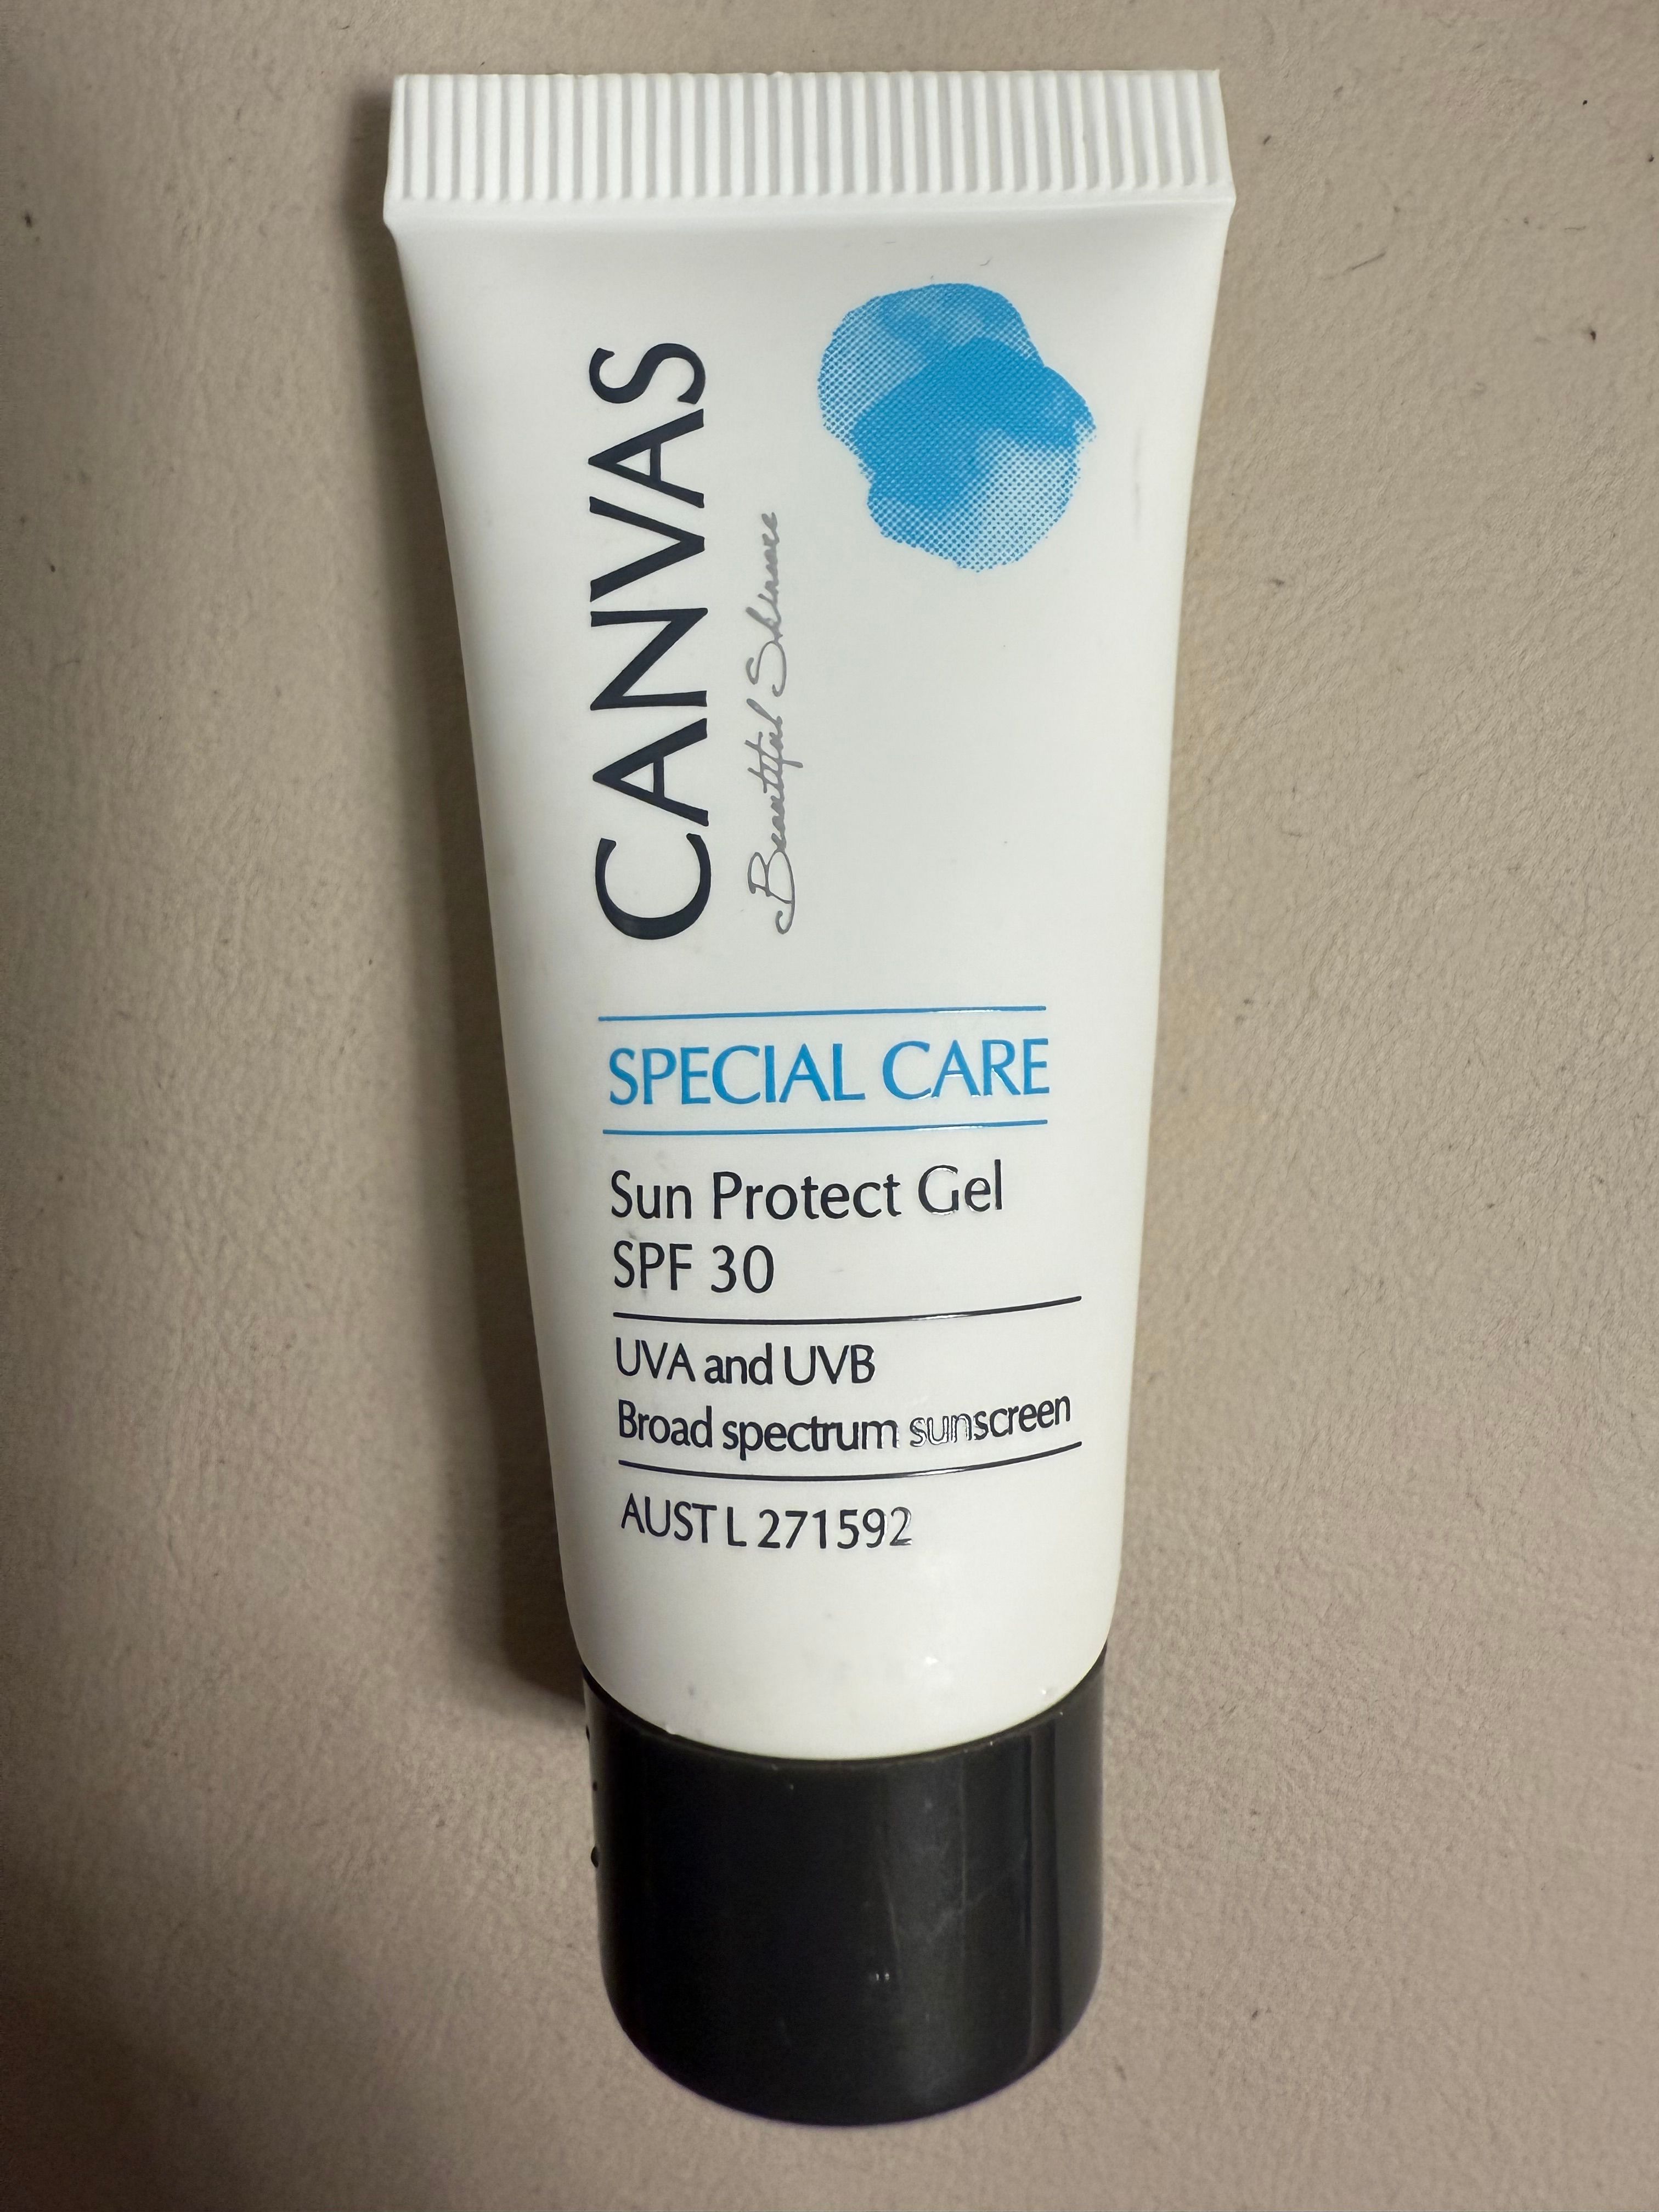 CANVAS
Beautiful Skincare
SPECIAL CARE
Sun Protect Gel
SPF 30
UVA and UVB
Broad spectrum sunscreen
AUST L 271592